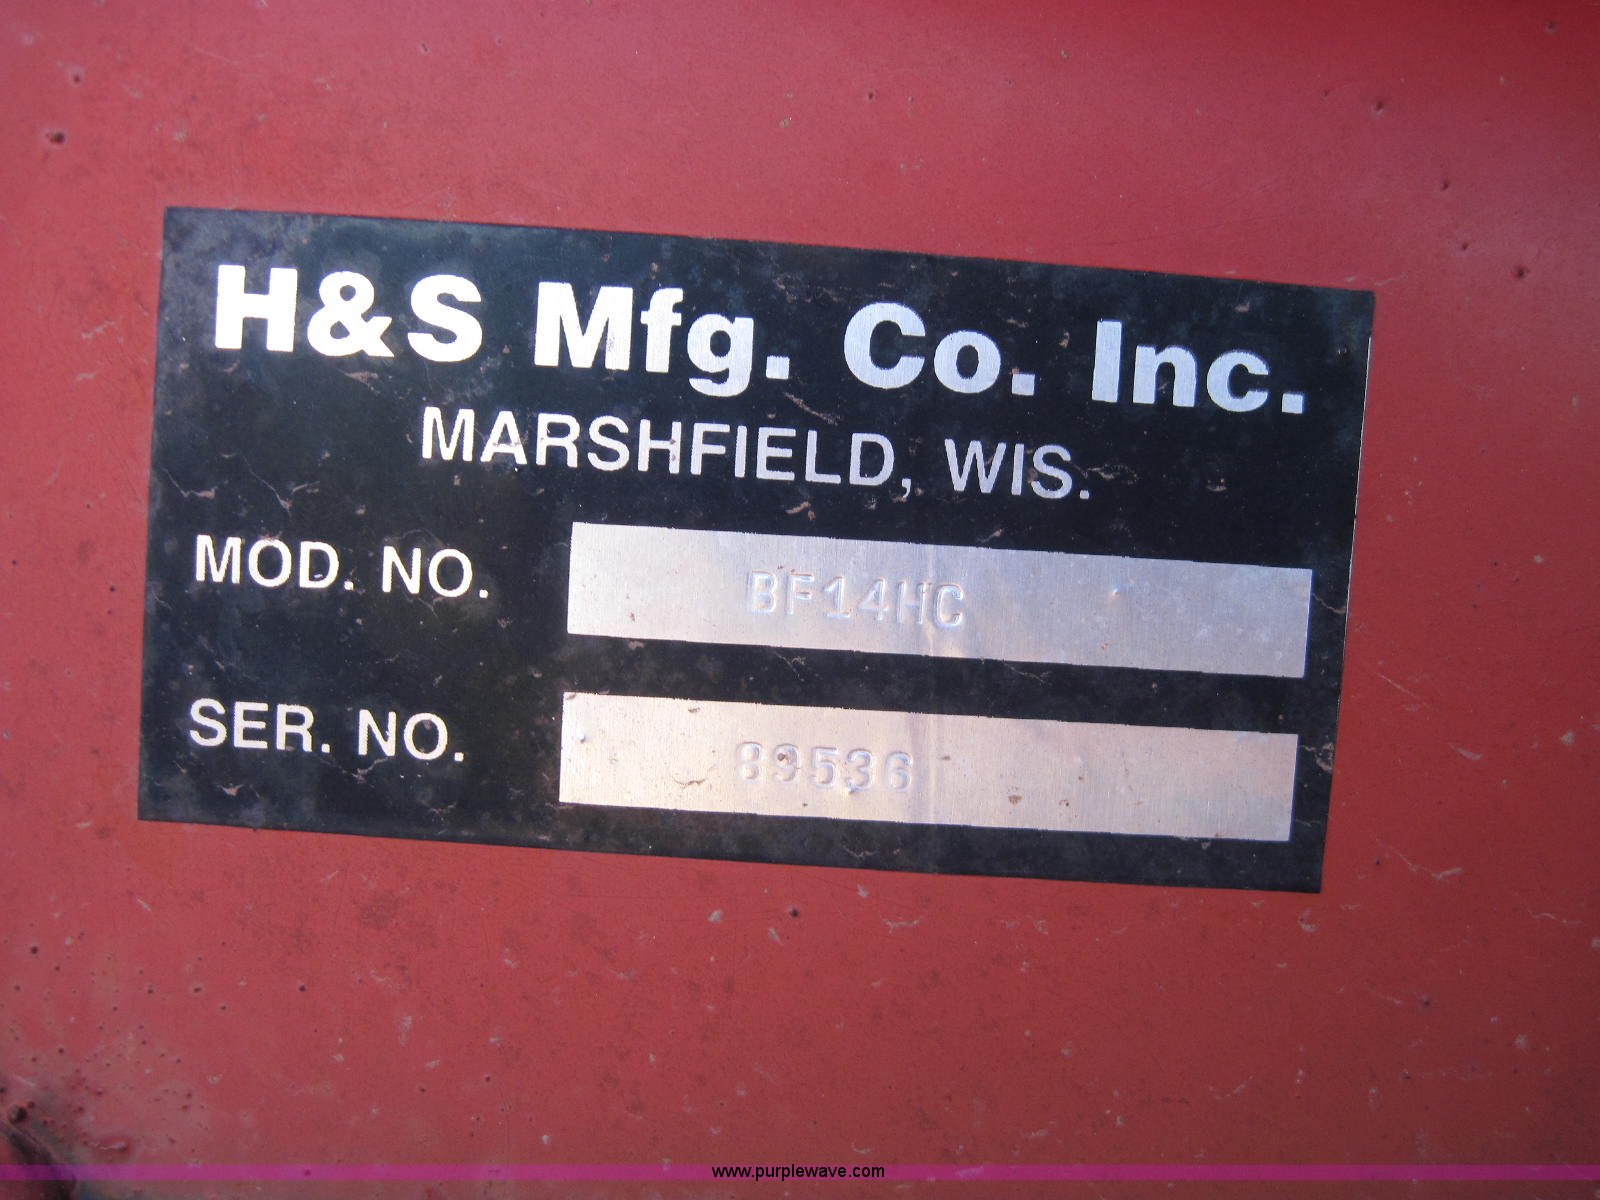 H&S Mfg. Co. Inc.
MARSHFIELD, WIS.
MOD. NO. BF14HC
SER. NO. 89536
www.purplewave.com